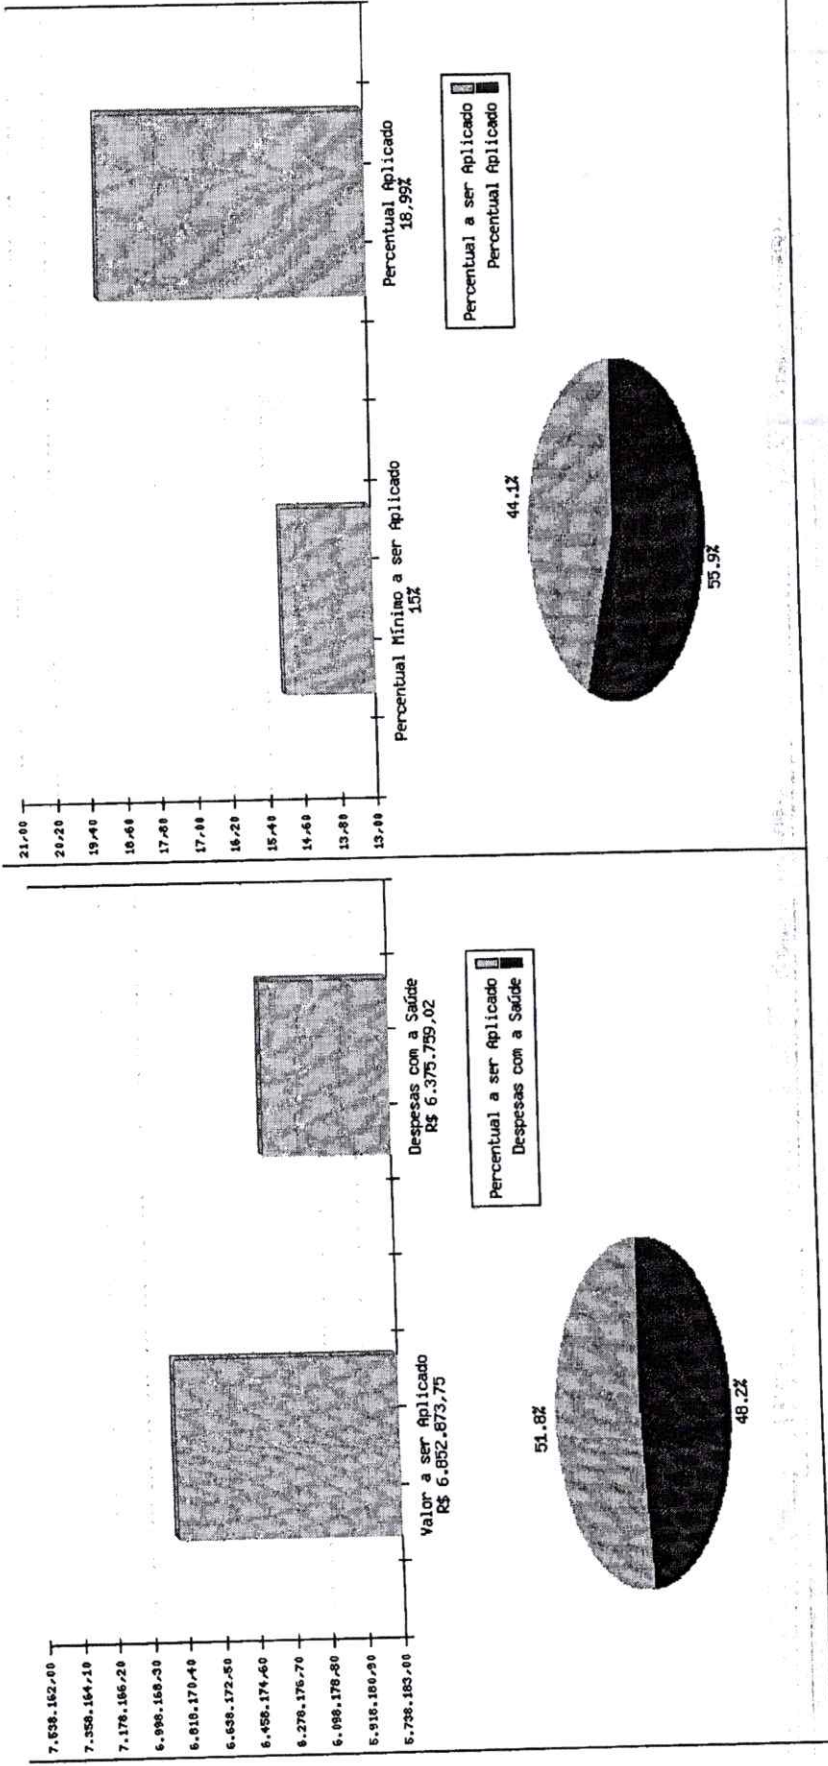 7.538.162,00
7.358.164,10
7.178.166,20
6.998.168,30
6.818.170,40
6.638.172,50
6.458.174,60
6.278.176,70
6.098.178,80
5.918.180,90
5.738.183,00
Valor a ser Aplicado
R$ 6.852.873,75
Despesas com a Saúde
R$ 6.375.759,02
51.8%
48.2%
Percentual a ser Aplicado
Despesas com a Saúde
21,00
20,20
19,40
18,60
17,80
17,00
16,20
15,40
14,60
13,80
13,00
Percentual Mínimo a ser Aplicado
15%
Percentual Aplicado
18,99%
44.1%
55.9%
Percentual a ser Aplicado
Percentual Aplicado